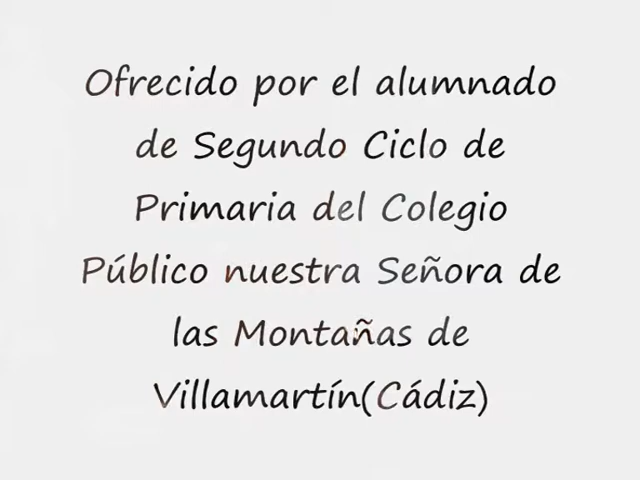 Ofrecido por el alumnado
de Segundo Ciclo de
Primaria del Colegio
Público nuestra Señora de
las Montañas de
Villamartín(Cádiz)